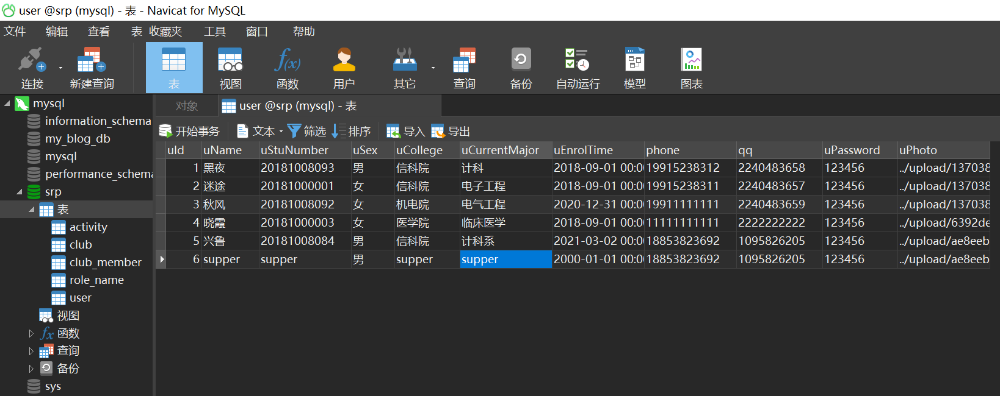 user @srp (mysql) - 表 - Navicat for MySQL
文件 编辑 查看 表 收藏夹 工具 窗口 帮助
连接 新建查询 表 视图 函数 用户 其它 查询 备份 自动运行 模型 图表
mysql
information_schema
my_blog_db
mysql
performance_schema
srp
表
activity
club
club_member
role_name
user
视图
函数
查询
备份
sys
对象 user @srp (mysql) - 表
开始事务 文本 筛选 排序 导入 导出
uId uName uStuNumber uSex uCollege uCurrentMajor uEnrolTime phone qq uPassword uPhoto
1 黑夜 20181008093 男 信科院 计科 2018-09-01 00:0 19915238312 2240483658 123456 ../upload/137038
2 迷途 20181000001 女 信科院 电子工程 2018-09-01 00:0 19915238311 2240483657 123456 ../upload/137038
3 秋风 20181008092 女 机电院 电气工程 2020-12-31 00:0 19911111111 2240483659 123456 ../upload/137038
4 晓霞 20181000003 女 医学院 临床医学 2018-09-01 00:0 11111111111 2222222222 123456 ../upload/6392de
5 兴鲁 20181008084 男 信科院 计科系 2021-03-02 00:0 18853823692 1095826205 123456 ../upload/ae8eeb
6 supper supper 男 supper supper 2000-01-01 00:0 18853823692 1095826205 123456 ../upload/ae8eeb